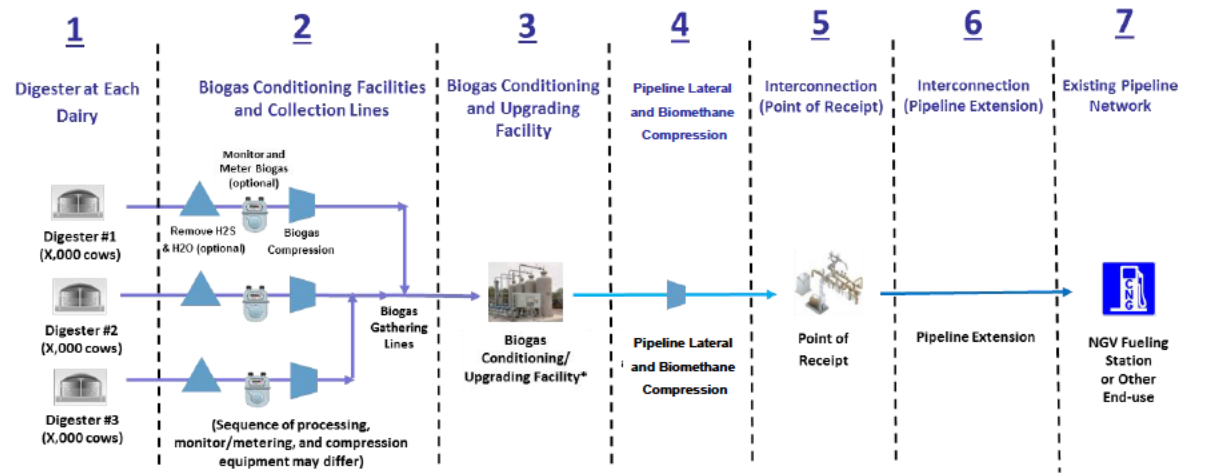 1
2
3
4
5
6
7
Digester at Each
Dairy
Biogas Conditioning Facilities
and Collection Lines
Biogas Conditioning
and Upgrading
Facility
Pipeline Lateral
and Biomethane
Compression
Interconnection
(Point of Receipt)
Interconnection
(Pipeline Extension)
Existing Pipeline
Network
Monitor and
Meter Biogas
(optional)
Remove H2S
& H2O (optional)
Biogas
Compression
Digester #1
(X,000 cows)
Digester #2
(X,000 cows)
Digester #3
(X,000 cows)
Biogas
Gathering
Lines
(Sequence of processing,
monitor/metering, and compression
equipment may differ)
Biogas
Conditioning/
Upgrading Facility*
Pipeline Lateral
and Biomethane
Compression
Point of
Receipt
Pipeline Extension
CNG
NGV Fueling
Station
or Other
End-use